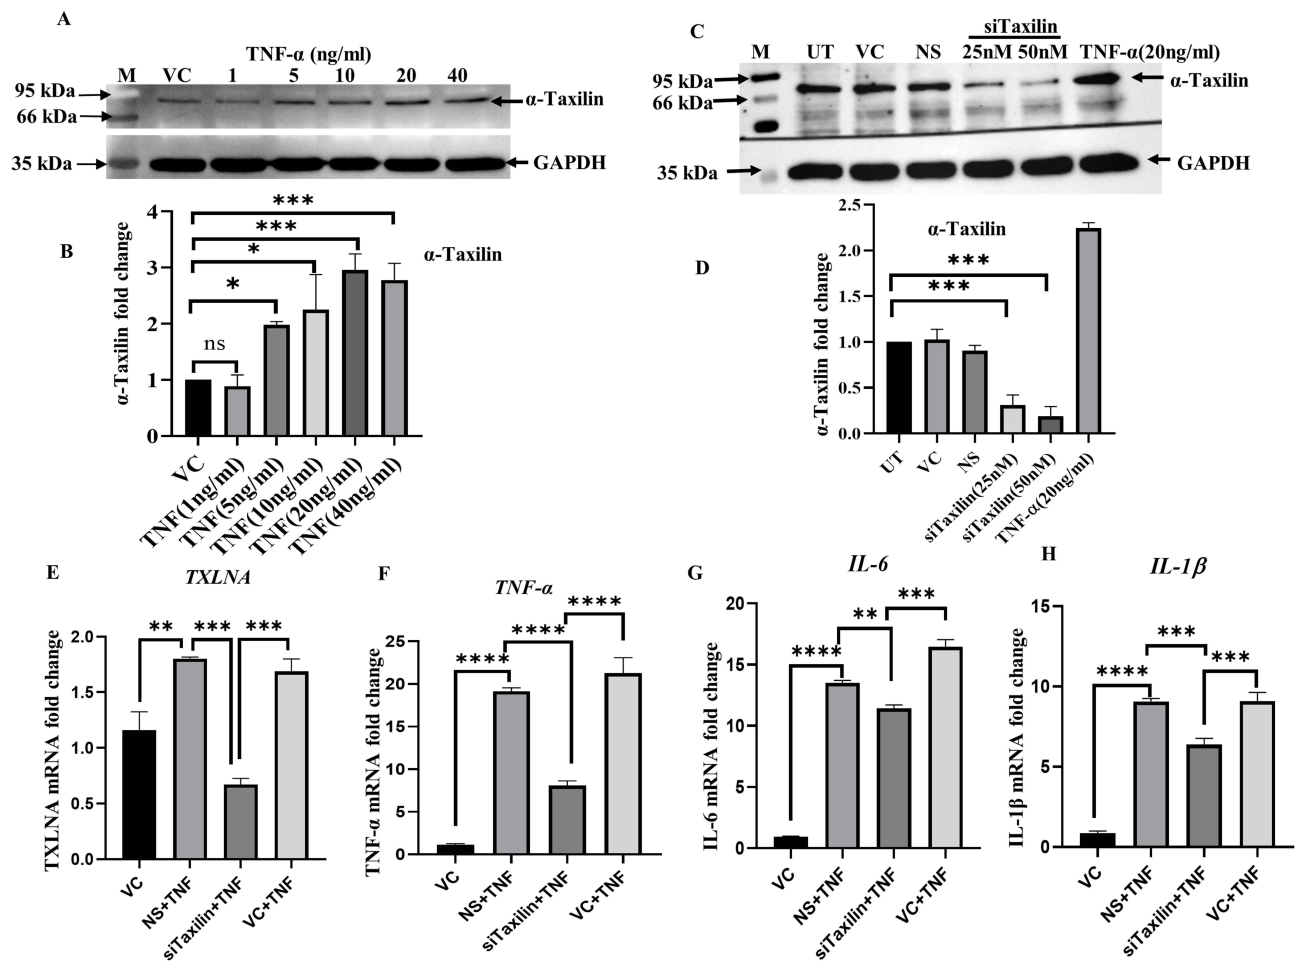 A
TNF-α (ng/ml)
M VC 1 5 10 20 40
95 kDa
α-Taxilin
66 kDa
35 kDa
GAPDH
B
α-Taxilin
α-Taxilin fold change
4
3
2
1
0
***
***
*
*
ns
VC
TNF(1ng/ml)
TNF(5ng/ml)
TNF(10ng/ml)
TNF(20ng/ml)
TNF(40ng/ml)
C
siTaxilin
M UT VC NS 25nM 50nM TNF-α(20ng/ml)
95 kDa
α-Taxilin
66 kDa
35 kDa
GAPDH
D
α-Taxilin
α-Taxilin fold change
2.5
2.0
1.5
1.0
0.5
0.0
***
***
UT
VC
NS
siTaxilin(25nM)
siTaxilin(50nM)
TNF-α(20ng/ml)
E
TXLNA
TXLNA mRNA fold change
2.0
1.5
1.0
0.5
0.0
** *** ***
VC
NS+TNF
siTaxilin+TNF
VC+TNF
F
TNF-α
TNF-α mRNA fold change
25
20
15
10
5
0
****
****
****
VC
NS+TNF
siTaxilin+TNF
VC+TNF
G
IL-6
IL-6 mRNA fold change
20
15
10
5
0
****
**
***
VC
NS+TNF
siTaxilin+TNF
VC+TNF
H
IL-1β
IL-1β mRNA fold change
15
10
5
0
****
***
***
VC
NS+TNF
siTaxilin+TNF
VC+TNF